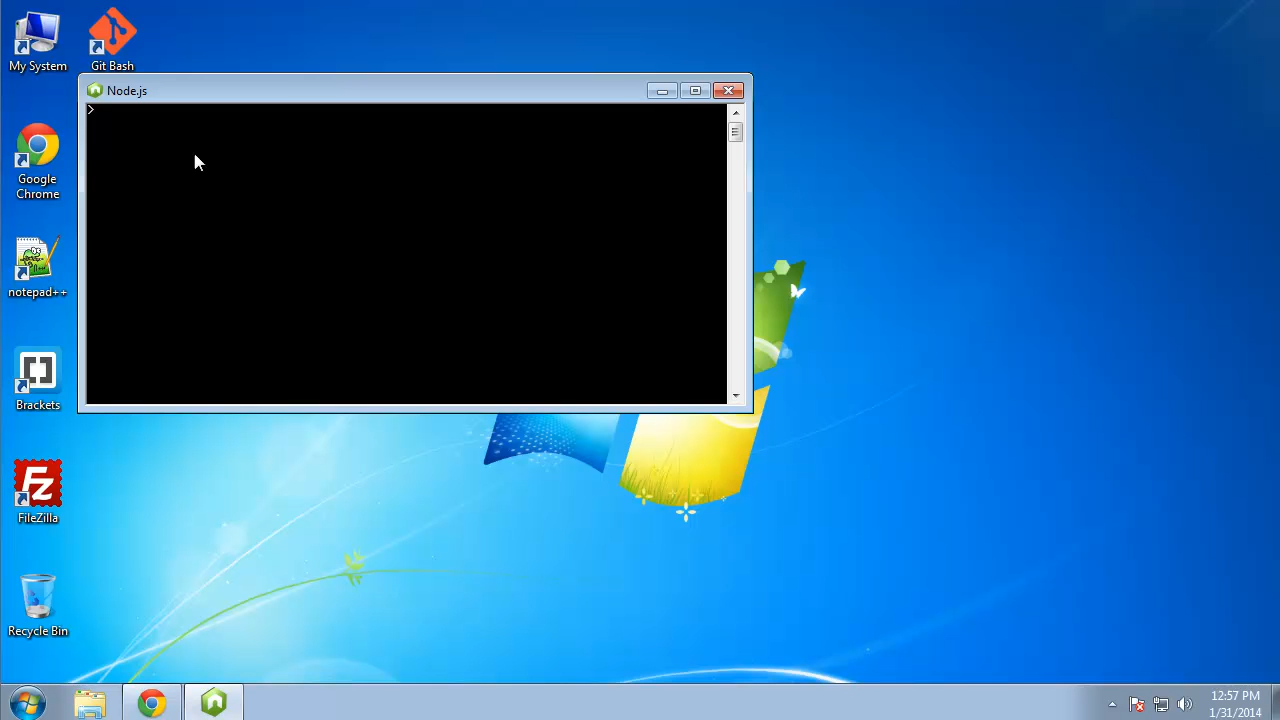 My System
Git Bash
Node.js
>
Google
Chrome
notepad++
Brackets
FileZilla
Recycle Bin
12:57 PM
1/31/2014